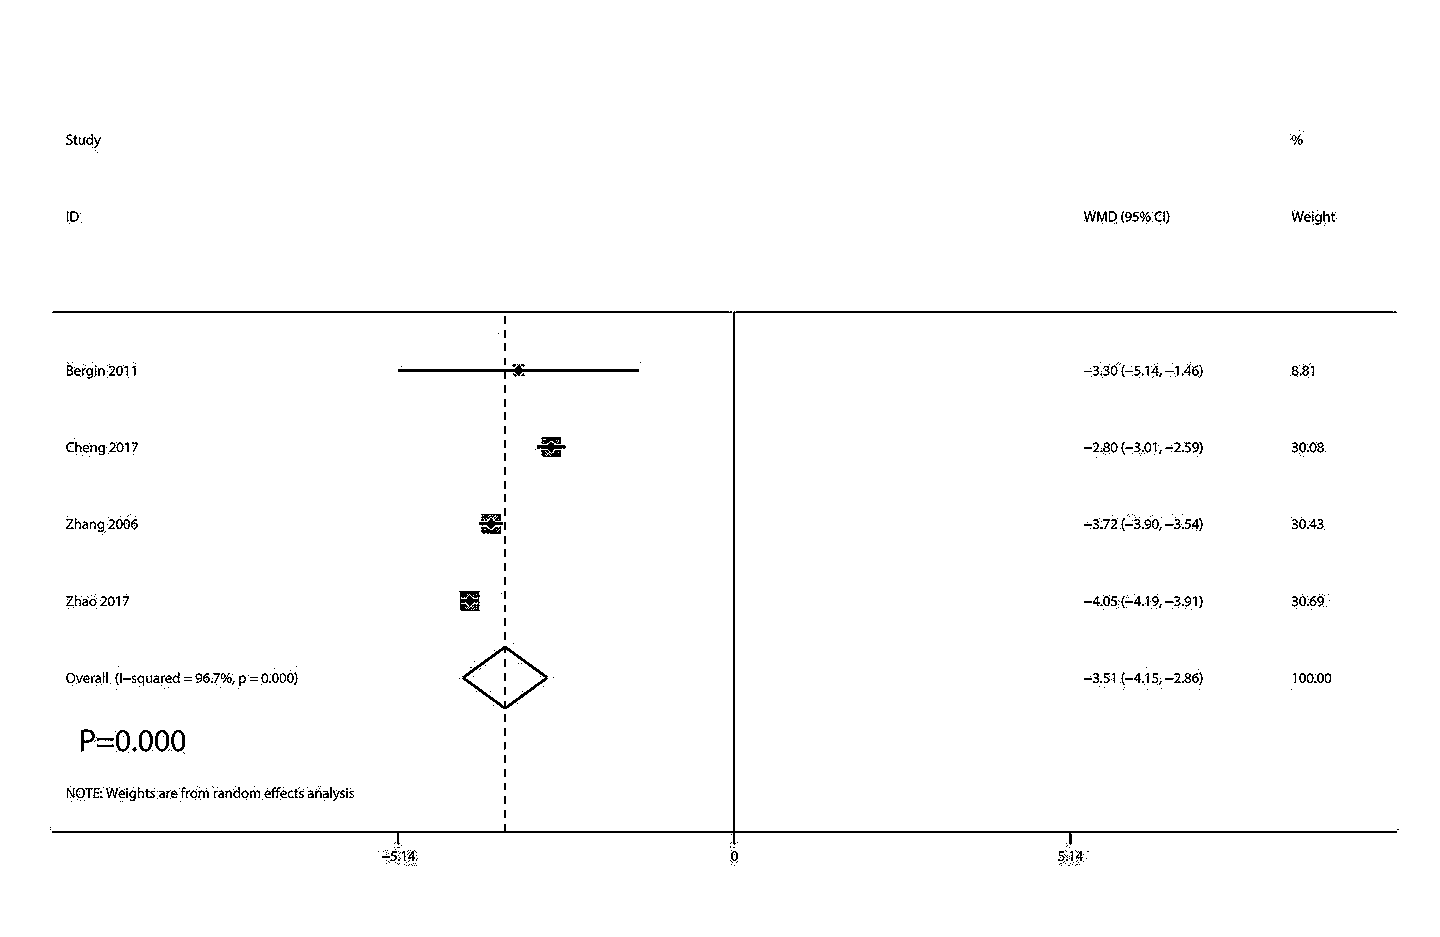 Study %
ID WMD (95% CI) Weight
Bergin 2011 −3.30 (−5.14, −1.46) 8.81
Cheng 2017 −2.80 (−3.01, −2.59) 30.08
Zhang 2006 −3.72 (−3.90, −3.54) 30.43
Zhao 2017 −4.05 (−4.19, −3.91) 30.69
Overall (I−squared = 96.7%, p = 0.000) −3.51 (−4.15, −2.86) 100.00
P=0.000
NOTE: Weights are from random effects analysis
−5.14 0 5.14